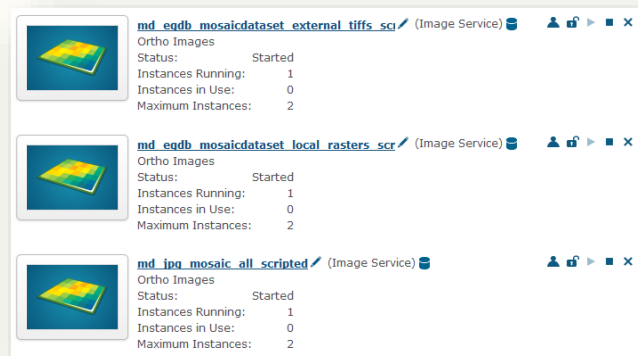 md_egdb_mosaicdataset_external_tiffs_scr (Image Service)
Ortho Images
Status: Started
Instances Running: 1
Instances in Use: 0
Maximum Instances: 2
md_egdb_mosaicdataset_local_rasters_scr (Image Service)
Ortho Images
Status: Started
Instances Running: 1
Instances in Use: 0
Maximum Instances: 2
md_jpg_mosaic_all_scripted (Image Service)
Ortho Images
Status: Started
Instances Running: 1
Instances in Use: 0
Maximum Instances: 2